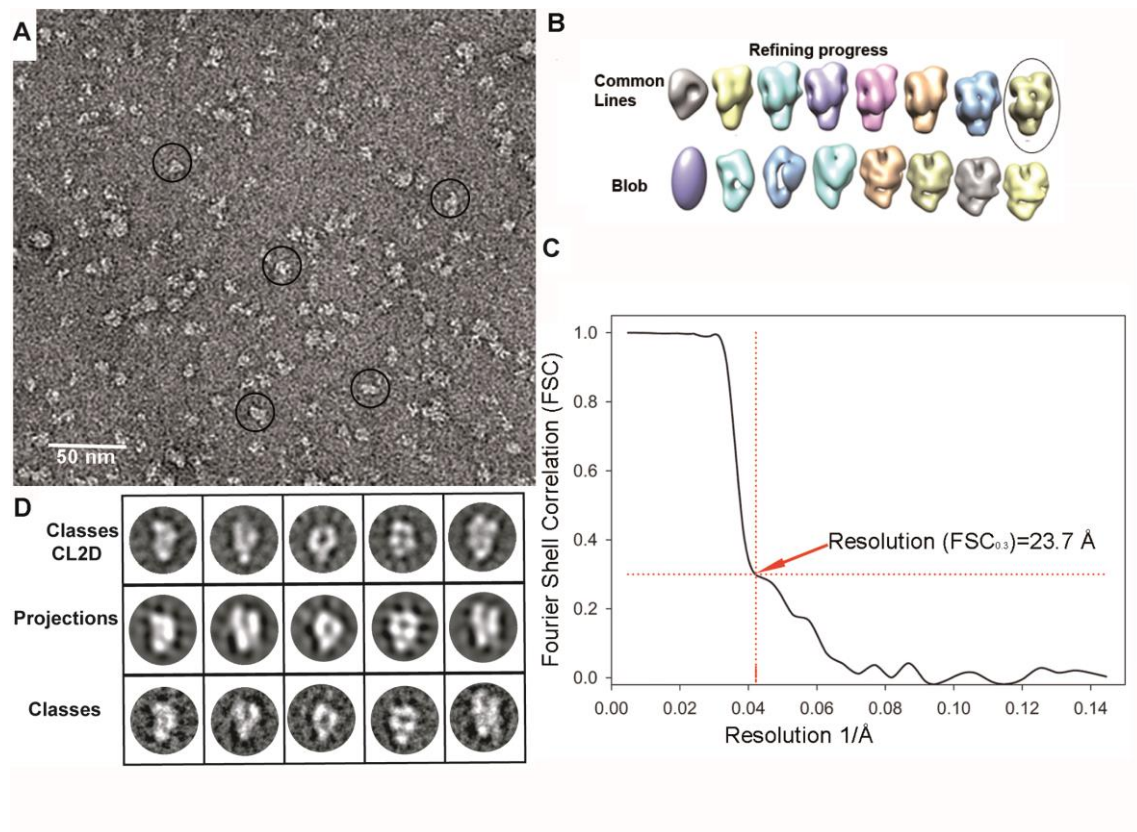 A
50 nm
B
Refining progress
Common
Lines
Blob
C
Fourier Shell Correlation (FSC)
1.0
0.8
0.6
0.4
0.2
0.0
Resolution (FSC0.3)=23.7 Å
0.00 0.02 0.04 0.06 0.08 0.10 0.12 0.14
Resolution 1/Å
D
Classes
CL2D
Projections
Classes